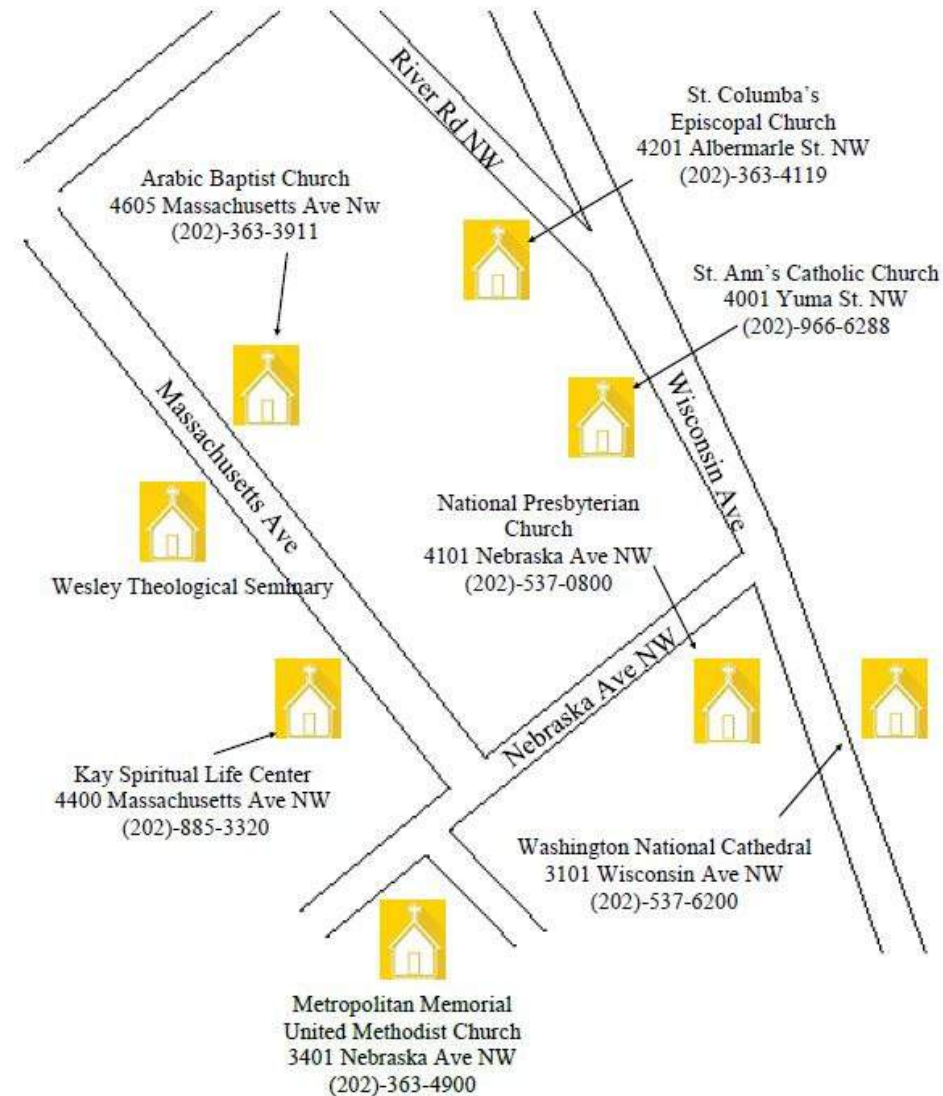 River Rd NW
St. Columba's
Episcopal Church
4201 Albermarle St. NW
(202)-363-4119
Arabic Baptist Church
4605 Massachusetts Ave Nw
(202)-363-3911
St. Ann's Catholic Church
4001 Yuma St. NW
(202)-966-6288
Massachusetts Ave
Wisconsin Ave
National Presbyterian
Church
4101 Nebraska Ave NW
(202)-537-0800
Wesley Theological Seminary
Nebraska Ave NW
Kay Spiritual Life Center
4400 Massachusetts Ave NW
(202)-885-3320
Washington National Cathedral
3101 Wisconsin Ave NW
(202)-537-6200
Metropolitan Memorial
United Methodist Church
3401 Nebraska Ave NW
(202)-363-4900